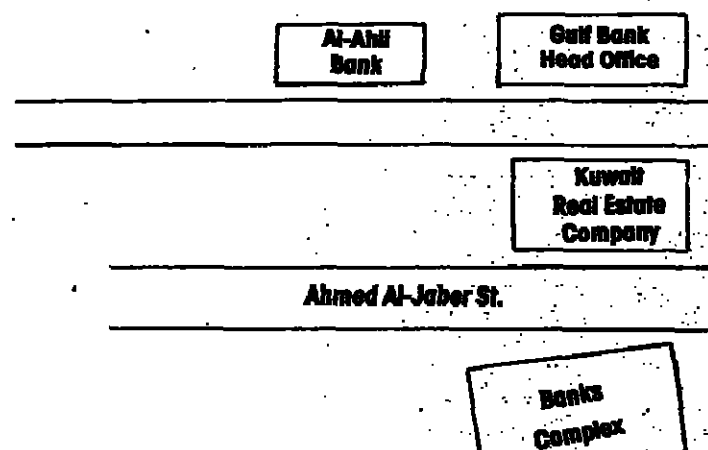 Al-Ahli
Bank
Gulf Bank
Head Office
Kuwait
Real Estate
Company
Ahmed Al-Jaber St.
Banks
Complex